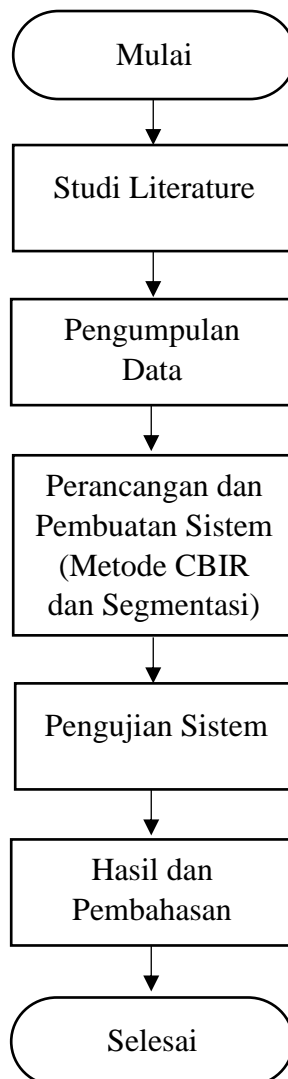 Mulai
Studi Literature
Pengumpulan
Data
Perancangan dan
Pembuatan Sistem
(Metode CBIR
dan Segmentasi)
Pengujian Sistem
Hasil dan
Pembahasan
Selesai